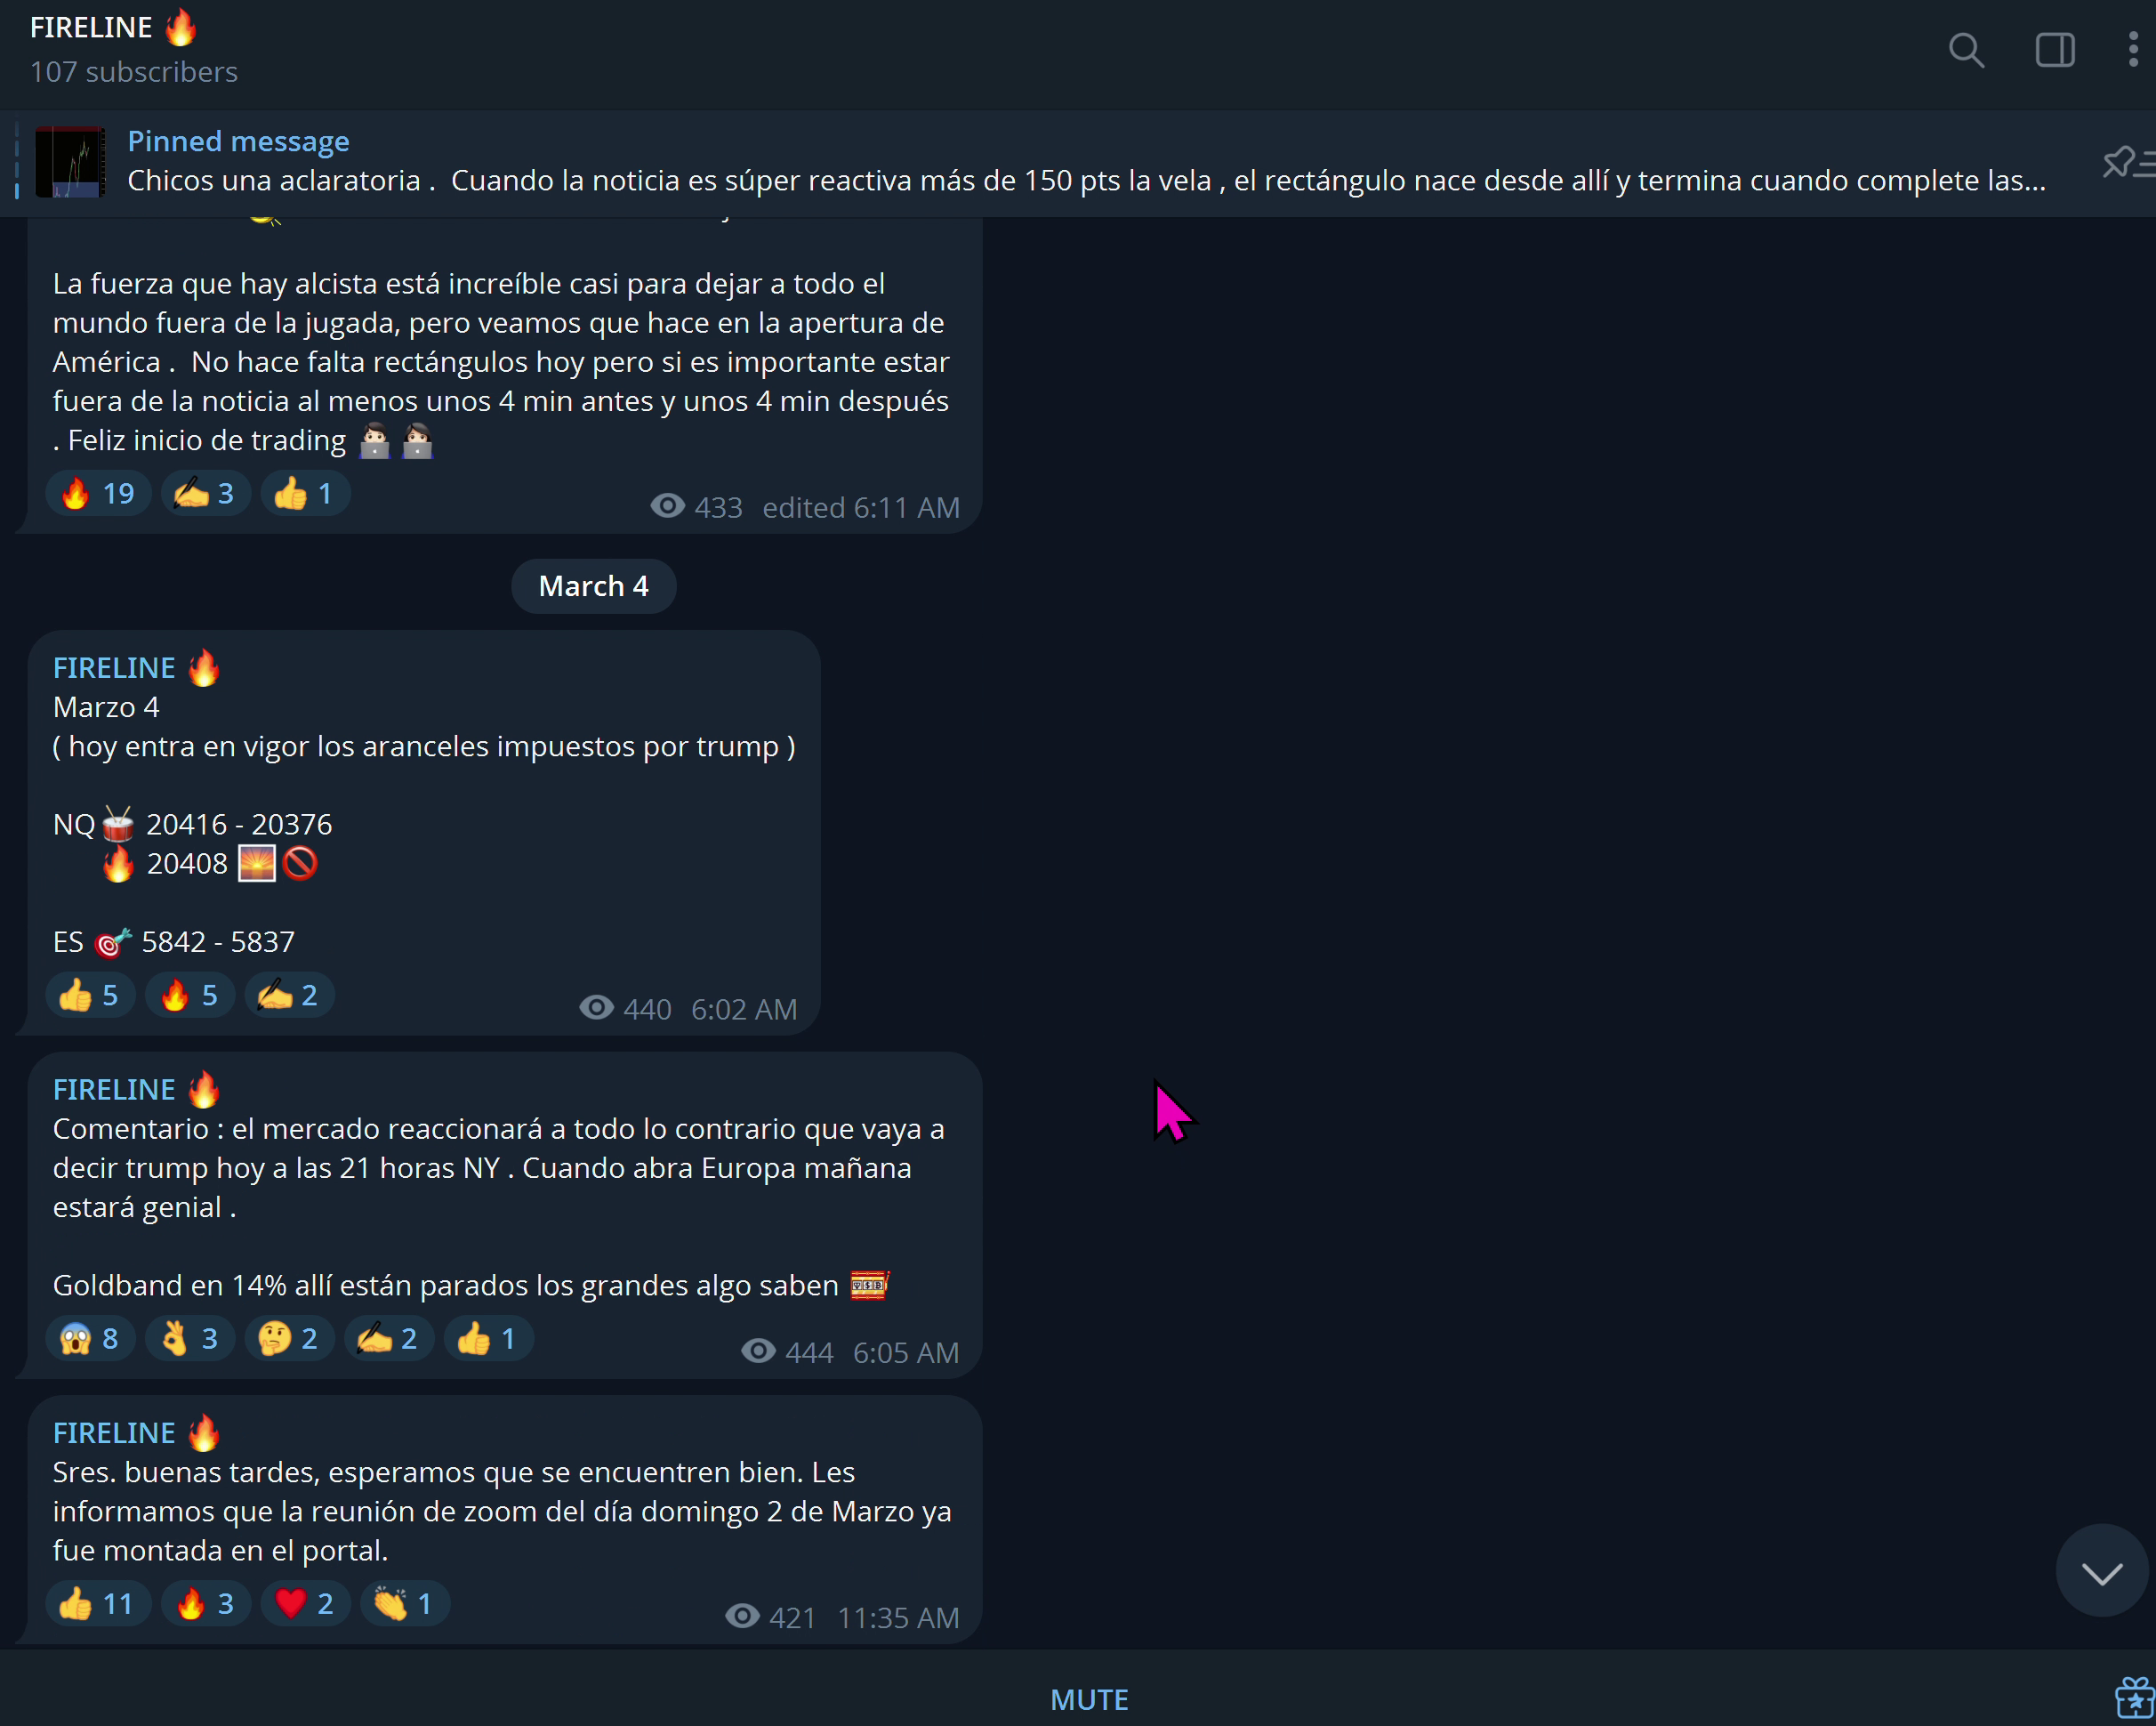 FIRELINE 🔥
107 subscribers
Pinned message
Chicos una aclaratoria .  Cuando la noticia es súper reactiva más de 150 pts la vela , el rectángulo nace desde allí y termina cuando complete las...
La fuerza que hay alcista está increíble casi para dejar a todo el
mundo fuera de la jugada, pero veamos que hace en la apertura de
América .  No hace falta rectángulos hoy pero si es importante estar
fuera de la noticia al menos unos 4 min antes y unos 4 min después
. Feliz inicio de trading 👨🏻‍💻 👩🏻‍💻
🔥 19 ✍️ 3 👍 1
433 edited 6:11 AM
March 4
FIRELINE 🔥
Marzo 4
( hoy entra en vigor los aranceles impuestos por trump )
NQ🥁 20416 - 20376
🔥 20408 🌅🚫
ES 🎯 5842 - 5837
👍 5 🔥 5 ✍️ 2
440 6:02 AM
FIRELINE 🔥
Comentario : el mercado reaccionará a todo lo contrario que vaya a
decir trump hoy a las 21 horas NY . Cuando abra Europa mañana
estará genial .
Goldband en 14% allí están parados los grandes algo saben 🎰
😱 8 👌 3 🤔 2 ✍️ 2 👍 1
444 6:05 AM
FIRELINE 🔥
Sres. buenas tardes, esperamos que se encuentren bien. Les
informamos que la reunión de zoom del día domingo 2 de Marzo ya
fue montada en el portal.
👍 11 🔥 3 ❤️ 2 👏 1
421 11:35 AM
MUTE